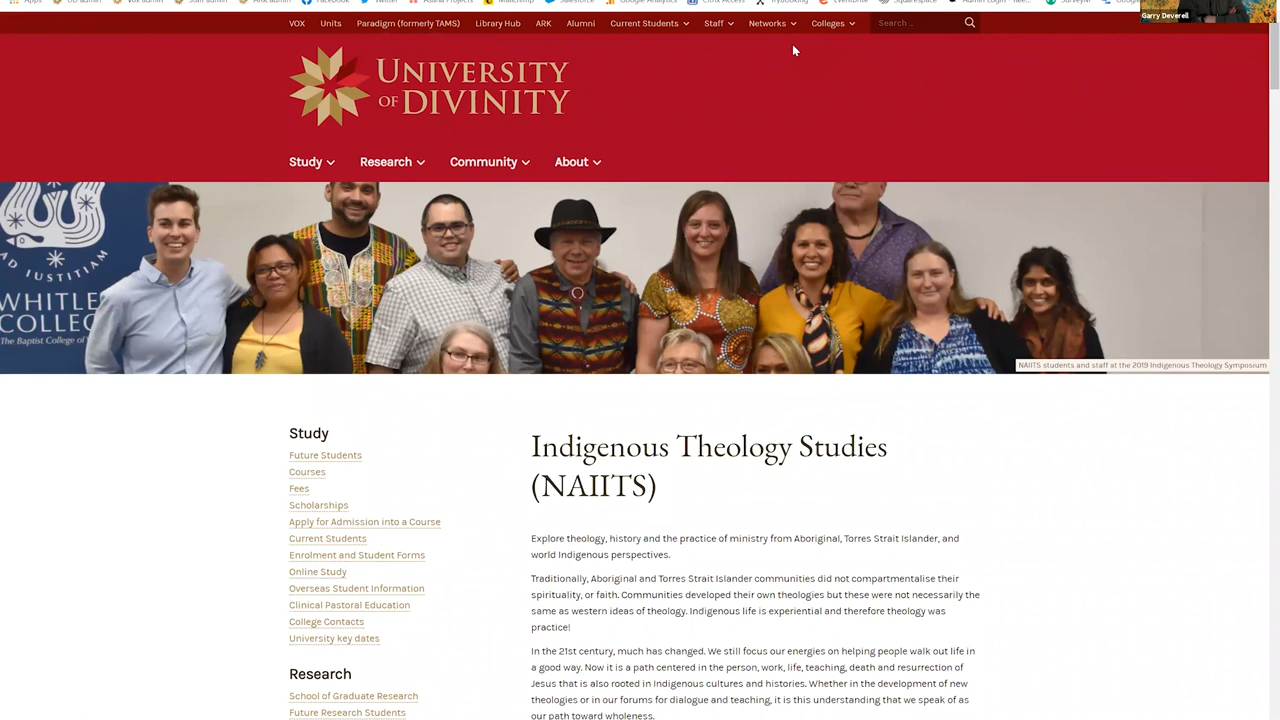 Garry Deverell
VOX Units Paradigm (formerly TAMS) Library Hub ARK Alumni Current Students Staff Networks Colleges Search ..
UNIVERSITY
OF DIVINITY
Study Research Community About
AD IUSTITIAM
WHITLE
COLLEG
The Baptist College of
NAIITS students and staff at the 2019 Indigenous Theology Symposium
Study
Future Students
Courses
Fees
Scholarships
Apply for Admission into a Course
Current Students
Enrolment and Student Forms
Online Study
Overseas Student Information
Clinical Pastoral Education
College Contacts
University key dates
Research
School of Graduate Research
Future Research Students
Indigenous Theology Studies
(NAIITS)
Explore theology, history and the practice of ministry from Aboriginal, Torres Strait Islander, and
world Indigenous perspectives.
Traditionally, Aboriginal and Torres Strait Islander communities did not compartmentalise their
spirituality, or faith. Communities developed their own theologies but these were not necessarily the
same as western ideas of theology. Indigenous life is experiential and therefore theology was
practice!
In the 21st century, much has changed. We still focus our energies on helping people walk out life in
a good way. Now it is a path centered in the person, work, life, teaching, death and resurrection of
Jesus that is also rooted in Indigenous cultures and histories. Whether in the development of new
theologies or in our forums for dialogue and teaching, it is this understanding that we speak of as
our path toward wholeness.